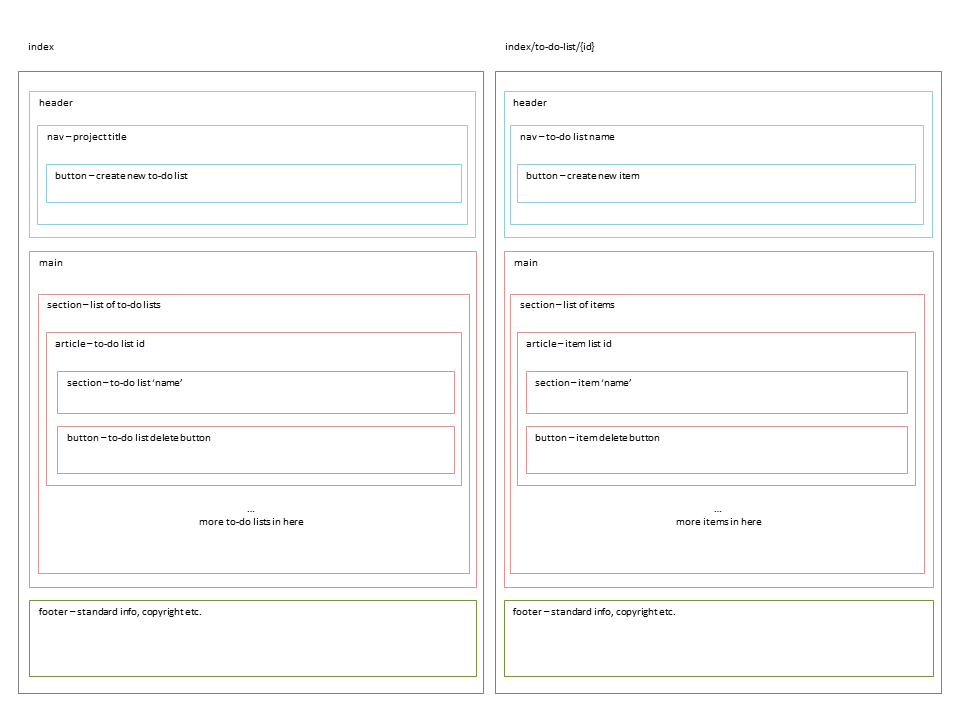 index
header
nav – project title
button – create new to-do list
main
section – list of to-do lists
article – to-do list id
section – to-do list ‘name’
button – to-do list delete button
...
more to-do lists in here
footer – standard info, copyright etc.
index/to-do-list/{id}
header
nav – to-do list name
button – create new item
main
section – list of items
article – item list id
section – item ‘name’
button – item delete button
...
more items in here
footer – standard info, copyright etc.